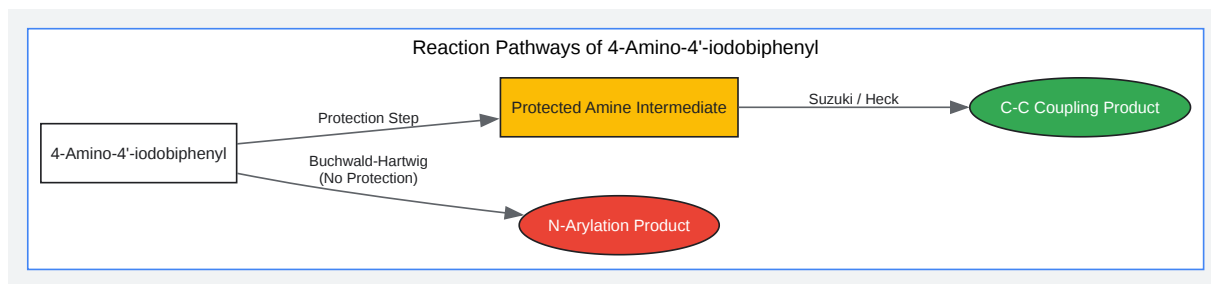 Reaction Pathways of 4-Amino-4'-iodobiphenyl
4-Amino-4'-iodobiphenyl
Protection Step
Protected Amine Intermediate
Suzuki / Heck
C-C Coupling Product
Buchwald-Hartwig
(No Protection)
N-Arylation Product